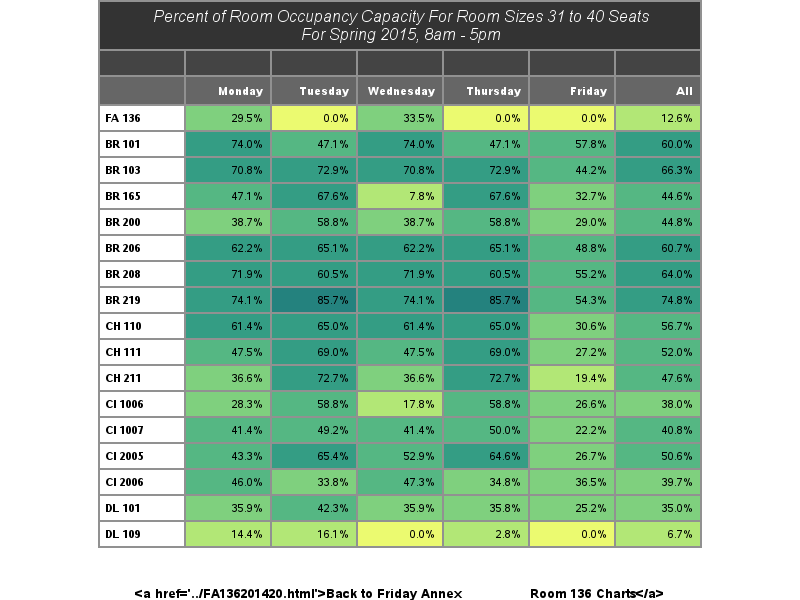 Percent of Room Occupancy Capacity For Room Sizes 31 to 40 Seats
For Spring 2015, 8am - 5pm
Monday Tuesday Wednesday Thursday Friday All
FA 136 29.5% 0.0% 33.5% 0.0% 0.0% 12.6%
BR 101 74.0% 47.1% 74.0% 47.1% 57.8% 60.0%
BR 103 70.8% 72.9% 70.8% 72.9% 44.2% 66.3%
BR 165 47.1% 67.6% 7.8% 67.6% 32.7% 44.6%
BR 200 38.7% 58.8% 38.7% 58.8% 29.0% 44.8%
BR 206 62.2% 65.1% 62.2% 65.1% 48.8% 60.7%
BR 208 71.9% 60.5% 71.9% 60.5% 55.2% 64.0%
BR 219 74.1% 85.7% 74.1% 85.7% 54.3% 74.8%
CH 110 61.4% 65.0% 61.4% 65.0% 30.6% 56.7%
CH 111 47.5% 69.0% 47.5% 69.0% 27.2% 52.0%
CH 211 36.6% 72.7% 36.6% 72.7% 19.4% 47.6%
CI 1006 28.3% 58.8% 17.8% 58.8% 26.6% 38.0%
CI 1007 41.4% 49.2% 41.4% 50.0% 22.2% 40.8%
CI 2005 43.3% 65.4% 52.9% 64.6% 26.7% 50.6%
CI 2006 46.0% 33.8% 47.3% 34.8% 36.5% 39.7%
DL 101 35.9% 42.3% 35.9% 35.8% 25.2% 35.0%
DL 109 14.4% 16.1% 0.0% 2.8% 0.0% 6.7%
<a href='../FA136201420.html'>Back to Friday Annex Room 136 Charts</a>